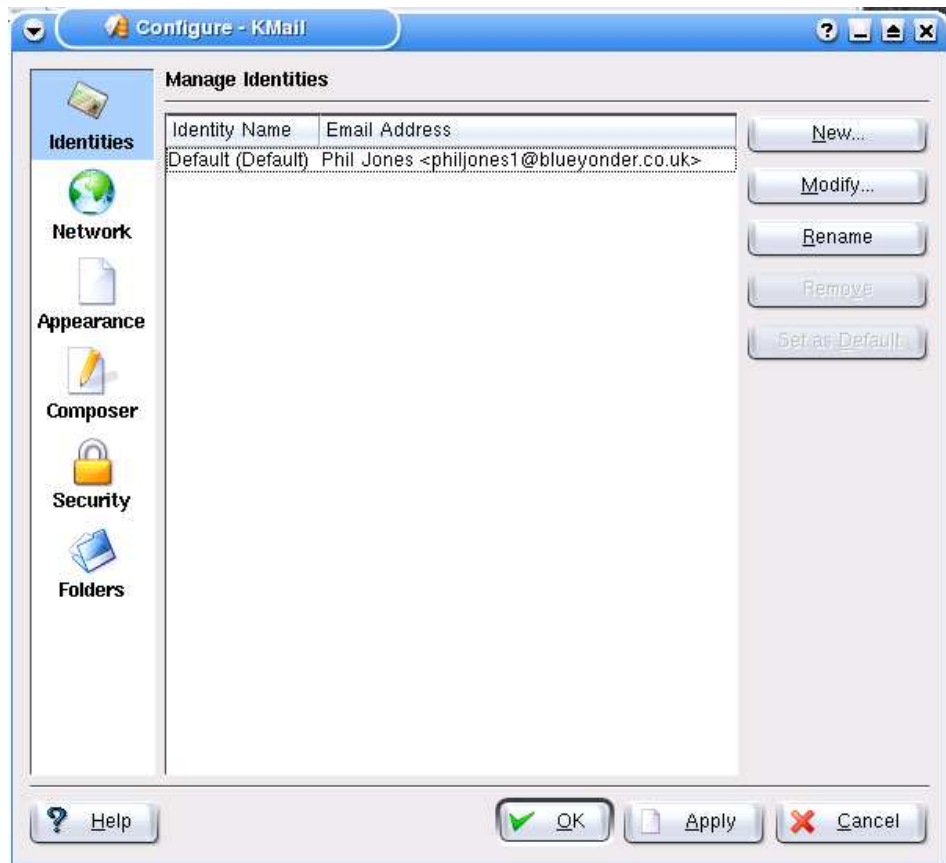 Configure - KMail
?
Manage Identities
Identities
Network
Appearance
Composer
Security
Folders
Identity Name Email Address
Default (Default) Phil Jones <philjones1@blueyonder.co.uk>
New...
Modify...
Rename
Remove
Set as Default
? Help
OK
Apply
Cancel